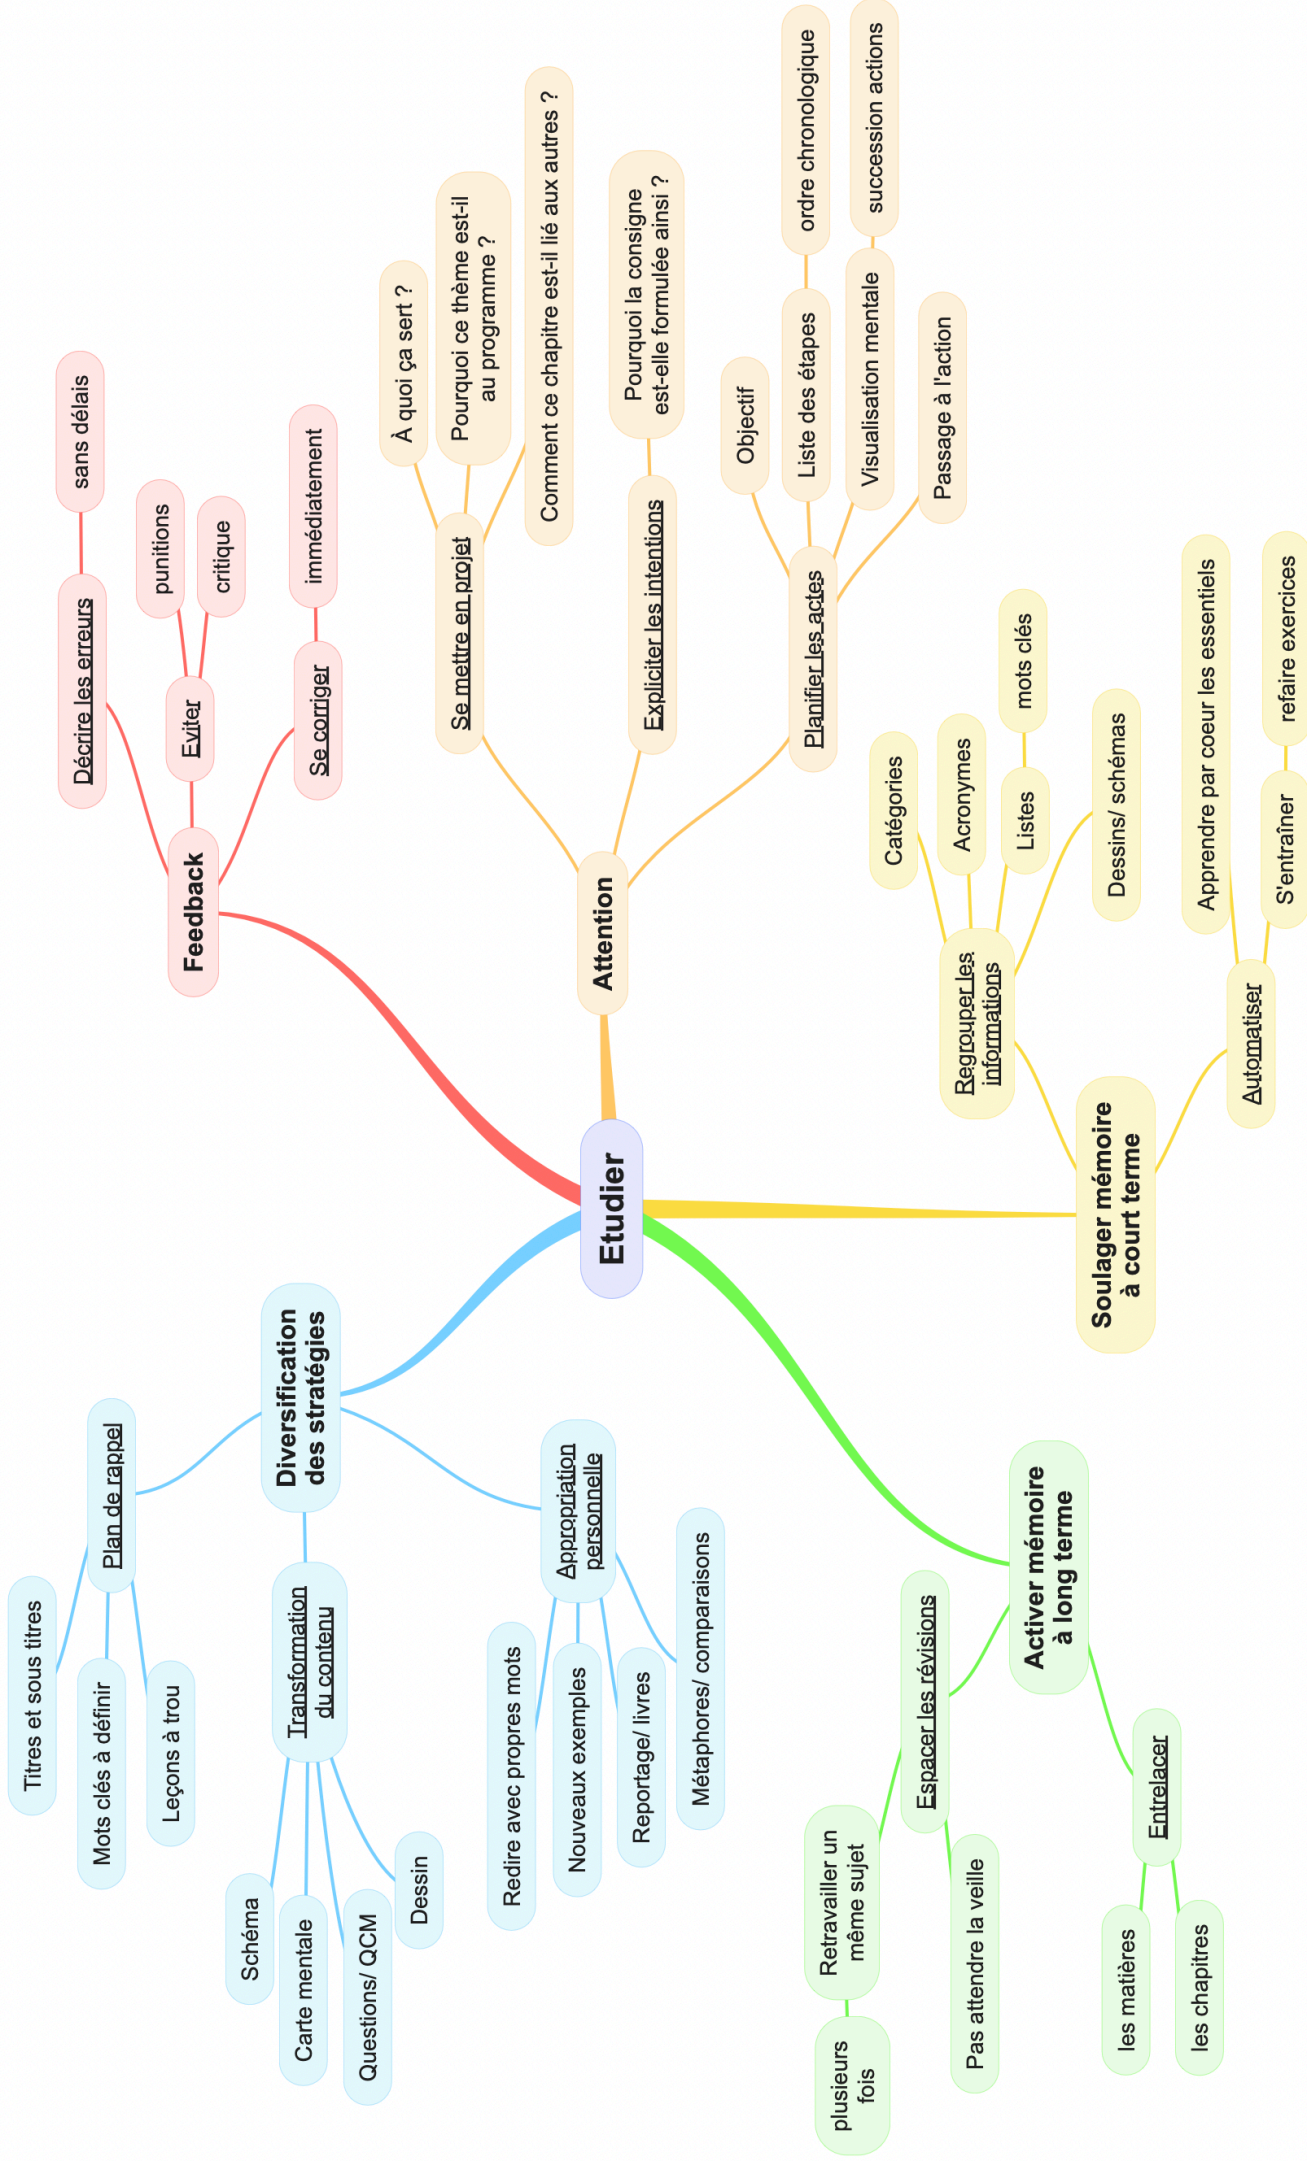 Etudier
Feedback
Décrire les erreurs
sans délais
Eviter
punitions
critique
Se corriger
immédiatement
Attention
Se mettre en projet
À quoi ça sert ?
Pourquoi ce thème est-il
au programme ?
Comment ce chapitre est-il lié aux autres ?
Expliciter les intentions
Pourquoi la consigne
est-elle formulée ainsi ?
Planifier les actes
Objectif
Liste des étapes
ordre chronologique
Visualisation mentale
succession actions
Passage à l'action
Soulager mémoire
à court terme
Regrouper les
informations
Catégories
Acronymes
Listes
mots clés
Dessins/ schémas
Automatiser
Apprendre par coeur les essentiels
S'entraîner
refaire exercices
Activer mémoire
à long terme
Espacer les révisions
Retravailler un
même sujet
plusieurs
fois
Pas attendre la veille
Entrelacer
les matières
les chapitres
Diversification
des stratégies
Plan de rappel
Titres et sous titres
Mots clés à définir
Leçons à trou
Transformation
du contenu
Schéma
Carte mentale
Questions/ QCM
Dessin
Appropriation
personnelle
Redire avec propres mots
Nouveaux exemples
Reportage/ livres
Métaphores/ comparaisons